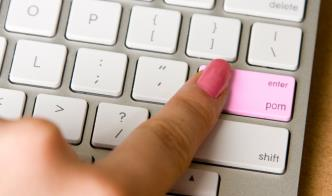 delete
O P { [ } ]
| \
L : ; " '
enter
pom
> . ? /
shift